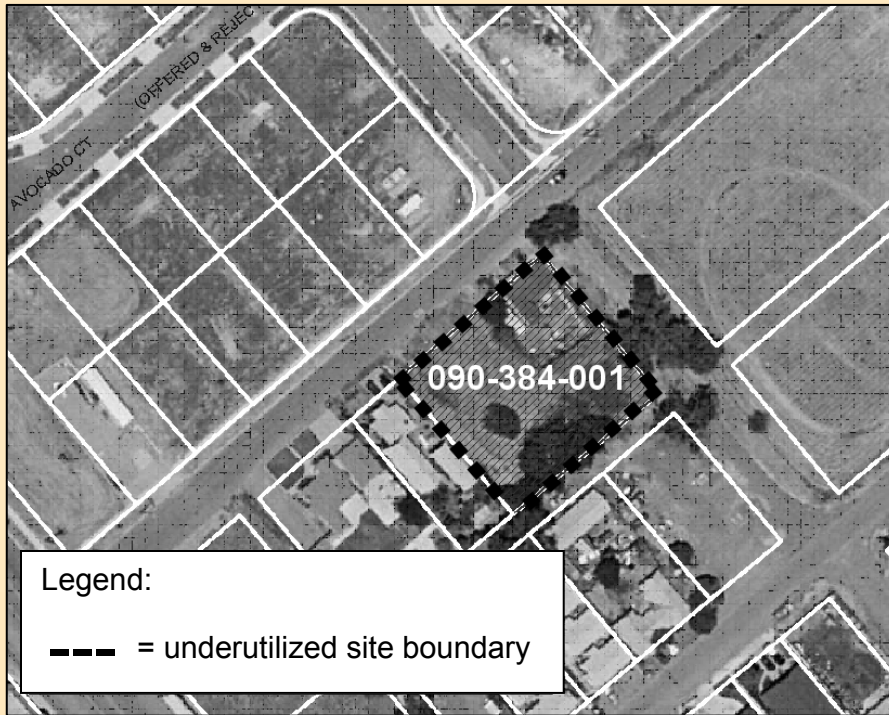 (OFFERED & REJEC
AVOCADO CT
090-384-001
Legend:
= underutilized site boundary